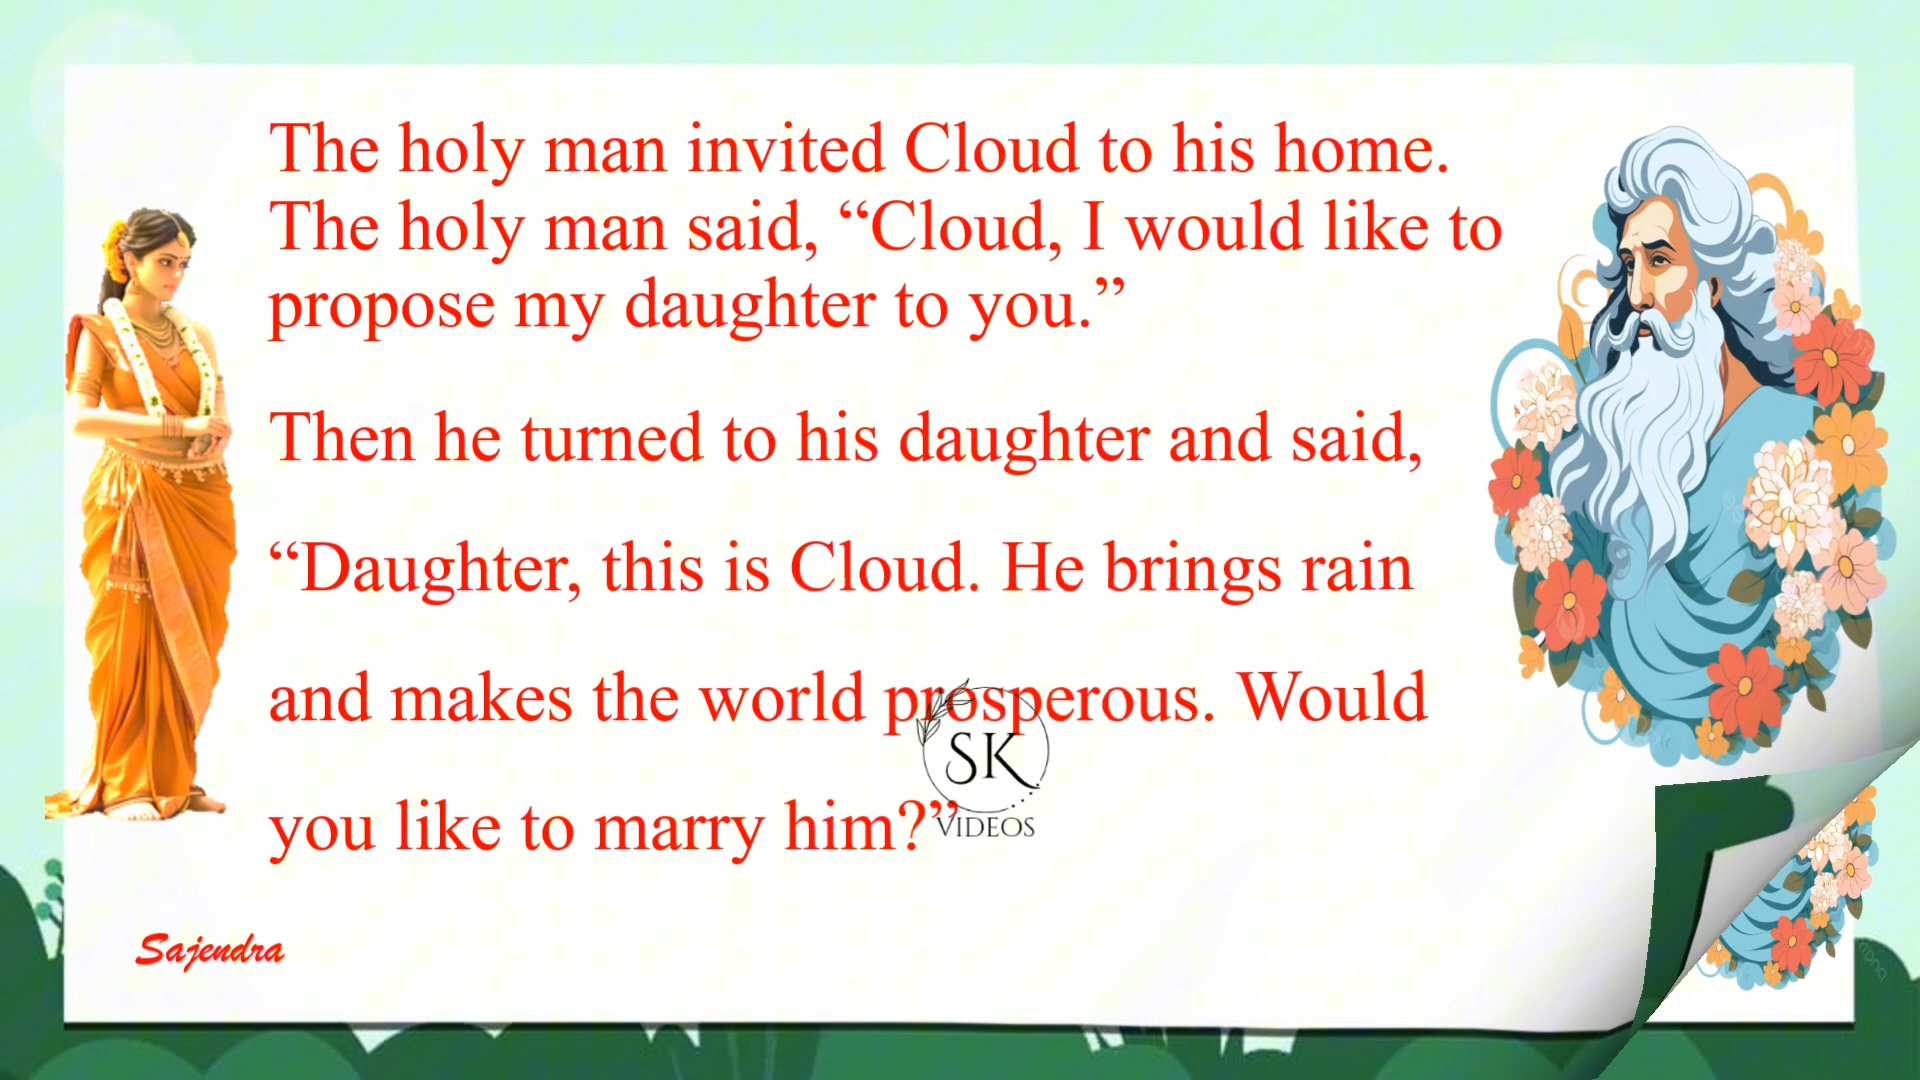 The holy man invited Cloud to his home.
The holy man said, “Cloud, I would like to
propose my daughter to you.”
Then he turned to his daughter and said,
“Daughter, this is Cloud. He brings rain
and makes the world prosperous. Would
you like to marry him?”
SK
VIDEOS
Sajendra